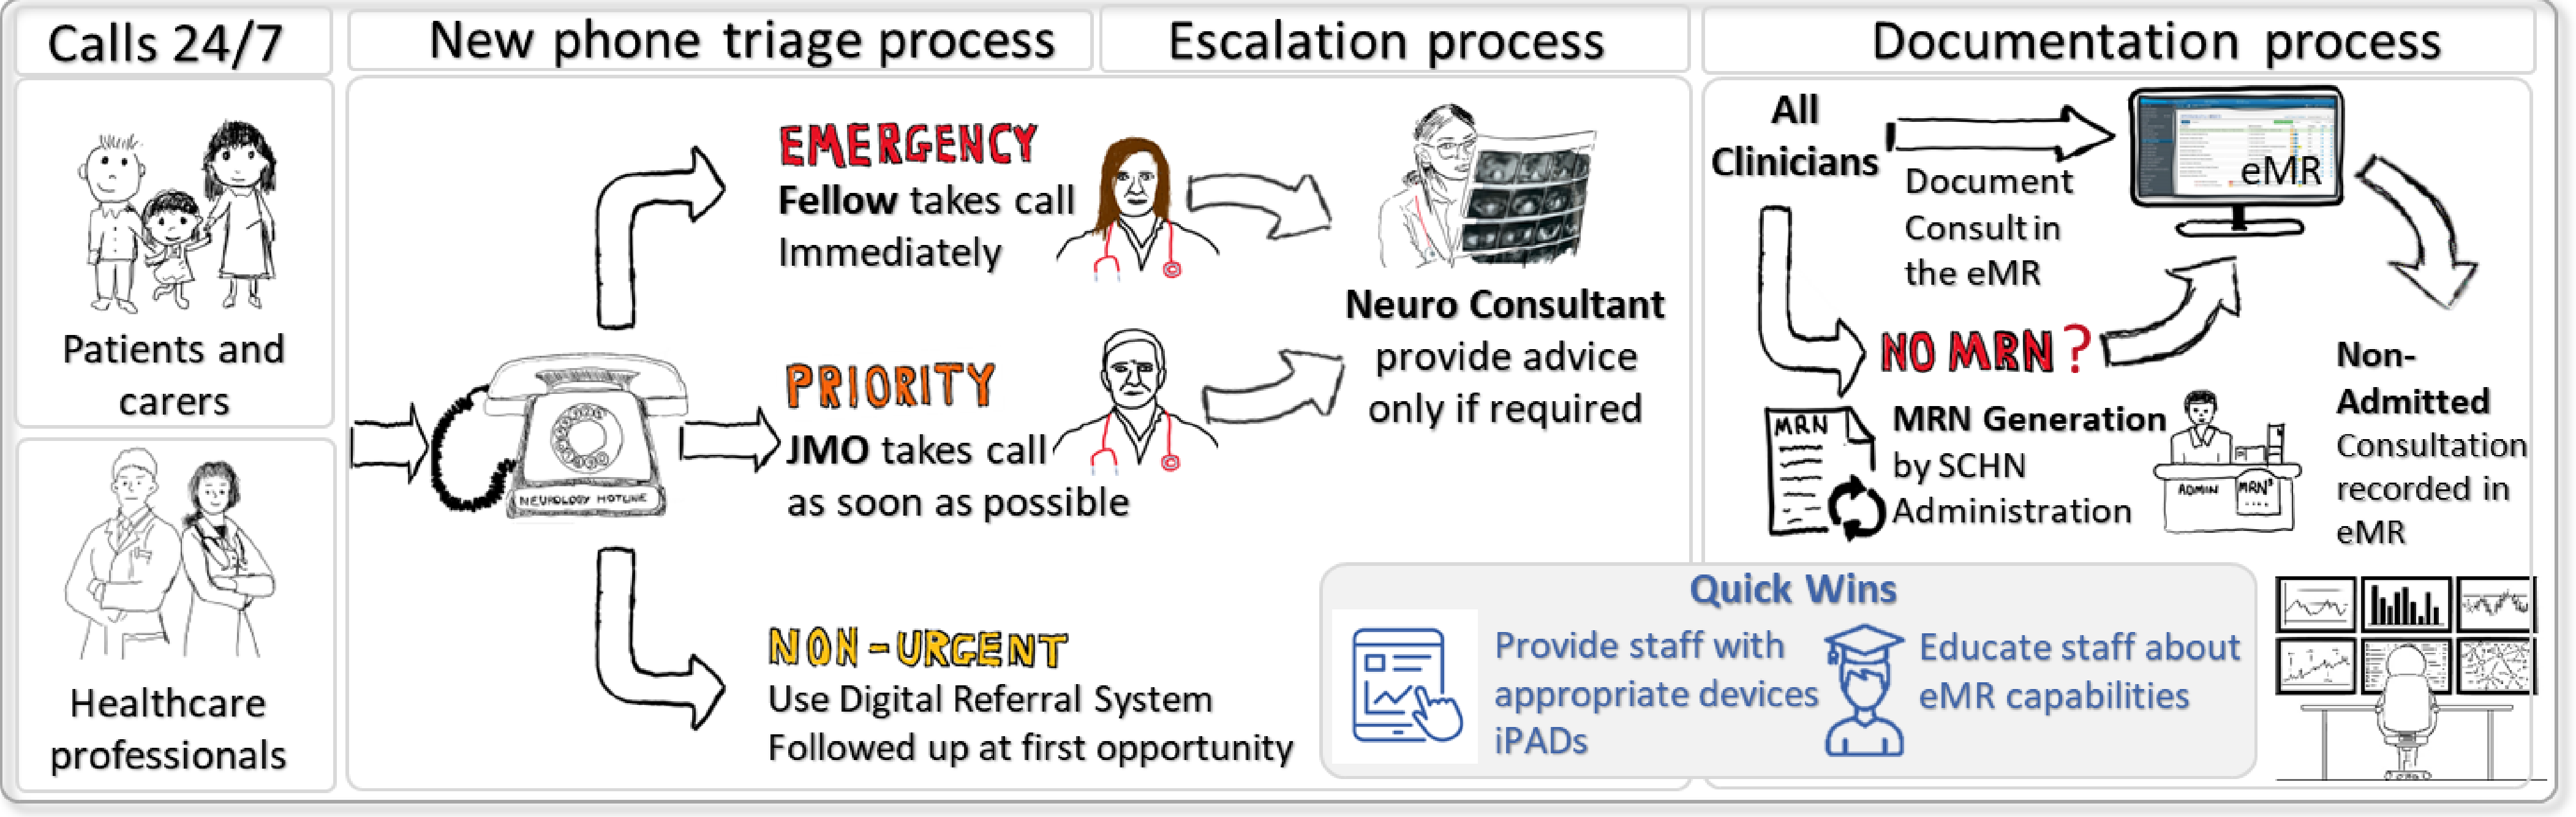 Calls 24/7
Patients and
carers
Healthcare
professionals
New phone triage process
NEUROLOGY HOTLINE
EMERGENCY
Fellow takes call
Immediately
PRIORITY
JMO takes call
as soon as possible
NON-URGENT
Use Digital Referral System
Followed up at first opportunity
Escalation process
Neuro Consultant
provide advice
only if required
Documentation process
All
Clinicians
Document
Consult in
the eMR
eMR
NO MRN ?
MRN
MRN Generation
by SCHN
Administration
ADMIN
MRN'S
Non-
Admitted
Consultation
recorded in
eMR
Quick Wins
Provide staff with
appropriate devices
iPADs
Educate staff about
eMR capabilities